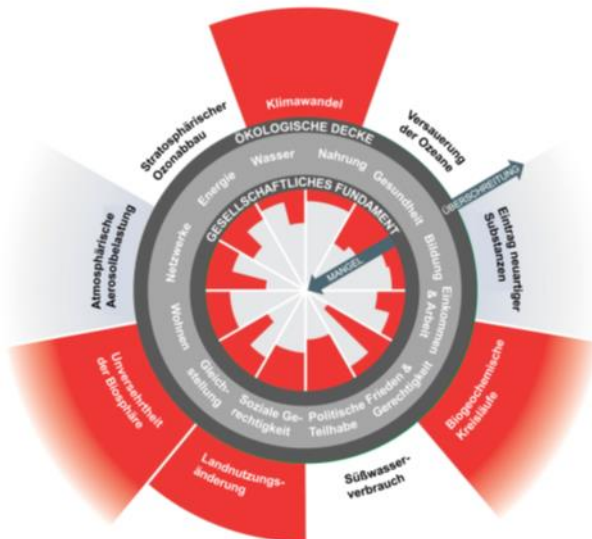 Klimawandel
Stratosphärischer
Ozonabbau
Versauerung
der Ozeane
ÖKOLOGISCHE DECKE
Wasser
Nahrung
Energie
Gesundheit
GESELLSCHAFTLICHES FUNDAMENT
ÜBERSCHREITUNG
MANGEL
Netzwerke
Bildung
Atmosphärische
Aerosolbelastung
Eintrag neuartiger
Substanzen
Wohnen
Einkommen
& Arbeit
Gleich-
stellung
Soziale Ge-
rechtigkeit
Politische
Teilhabe
Frieden &
Gerechtigkeit
Unversehrtheit
der Biosphäre
Biogeochemische
Kreisläufe
Landnutzungs-
änderung
Süßwasser-
verbrauch